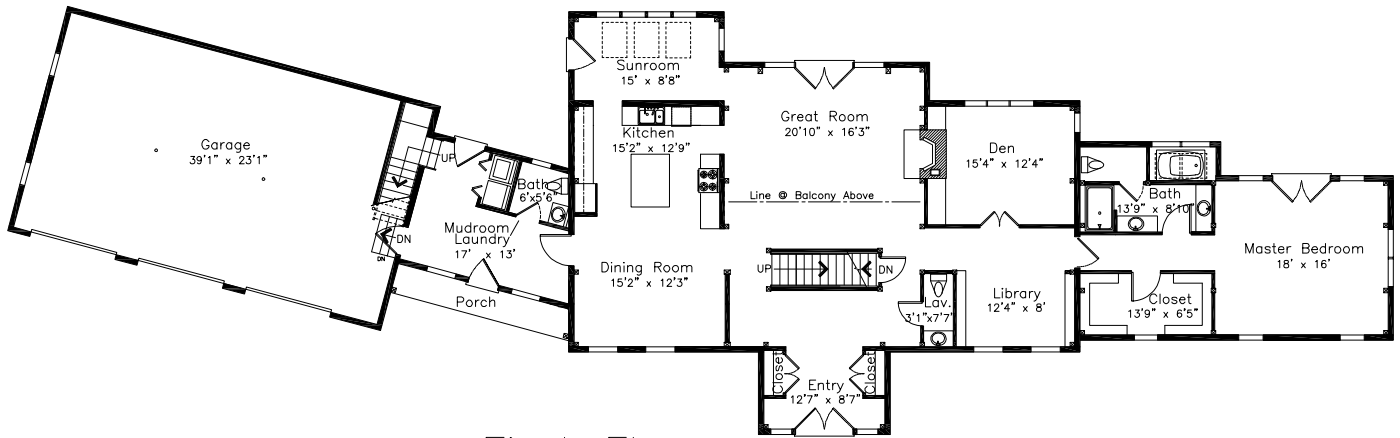 Garage
39'1" x 23'1"
UP
DN
DN
Mudroom
Laundry
17' x 13'
Bath
6'x5'6"
Porch
Sunroom
15' x 8'8"
Kitchen
15'2" x 12'9"
Dining Room
15'2" x 12'3"
Great Room
20'10" x 16'3"
Line @ Balcony Above
UP
DN
Closet
Entry
12'7" x 8'7"
Closet
Lav.
3'1"x7'7"
Den
15'4" x 12'4"
Library
12'4" x 8'
Bath
13'9" x 8'10"
Closet
13'9" x 6'5"
Master Bedroom
18' x 16'